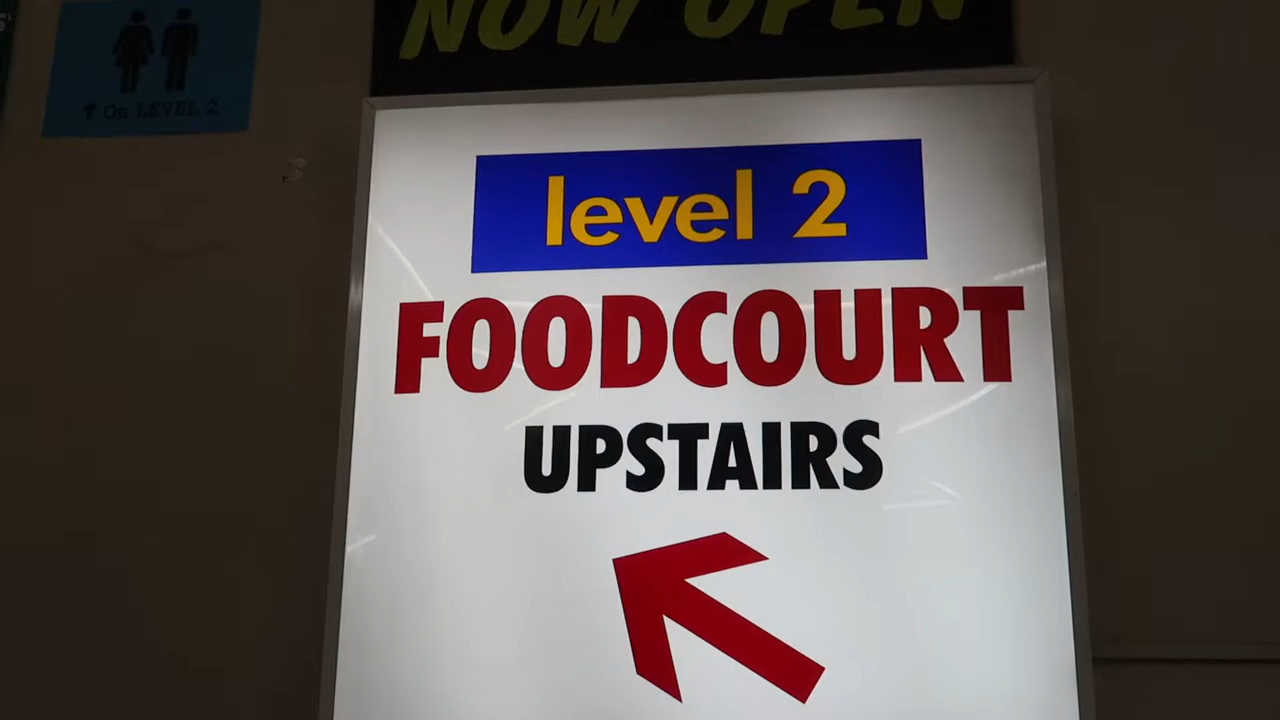 NOW OPEN
On LEVEL 2.
level 2
FOODCOURT
UPSTAIRS